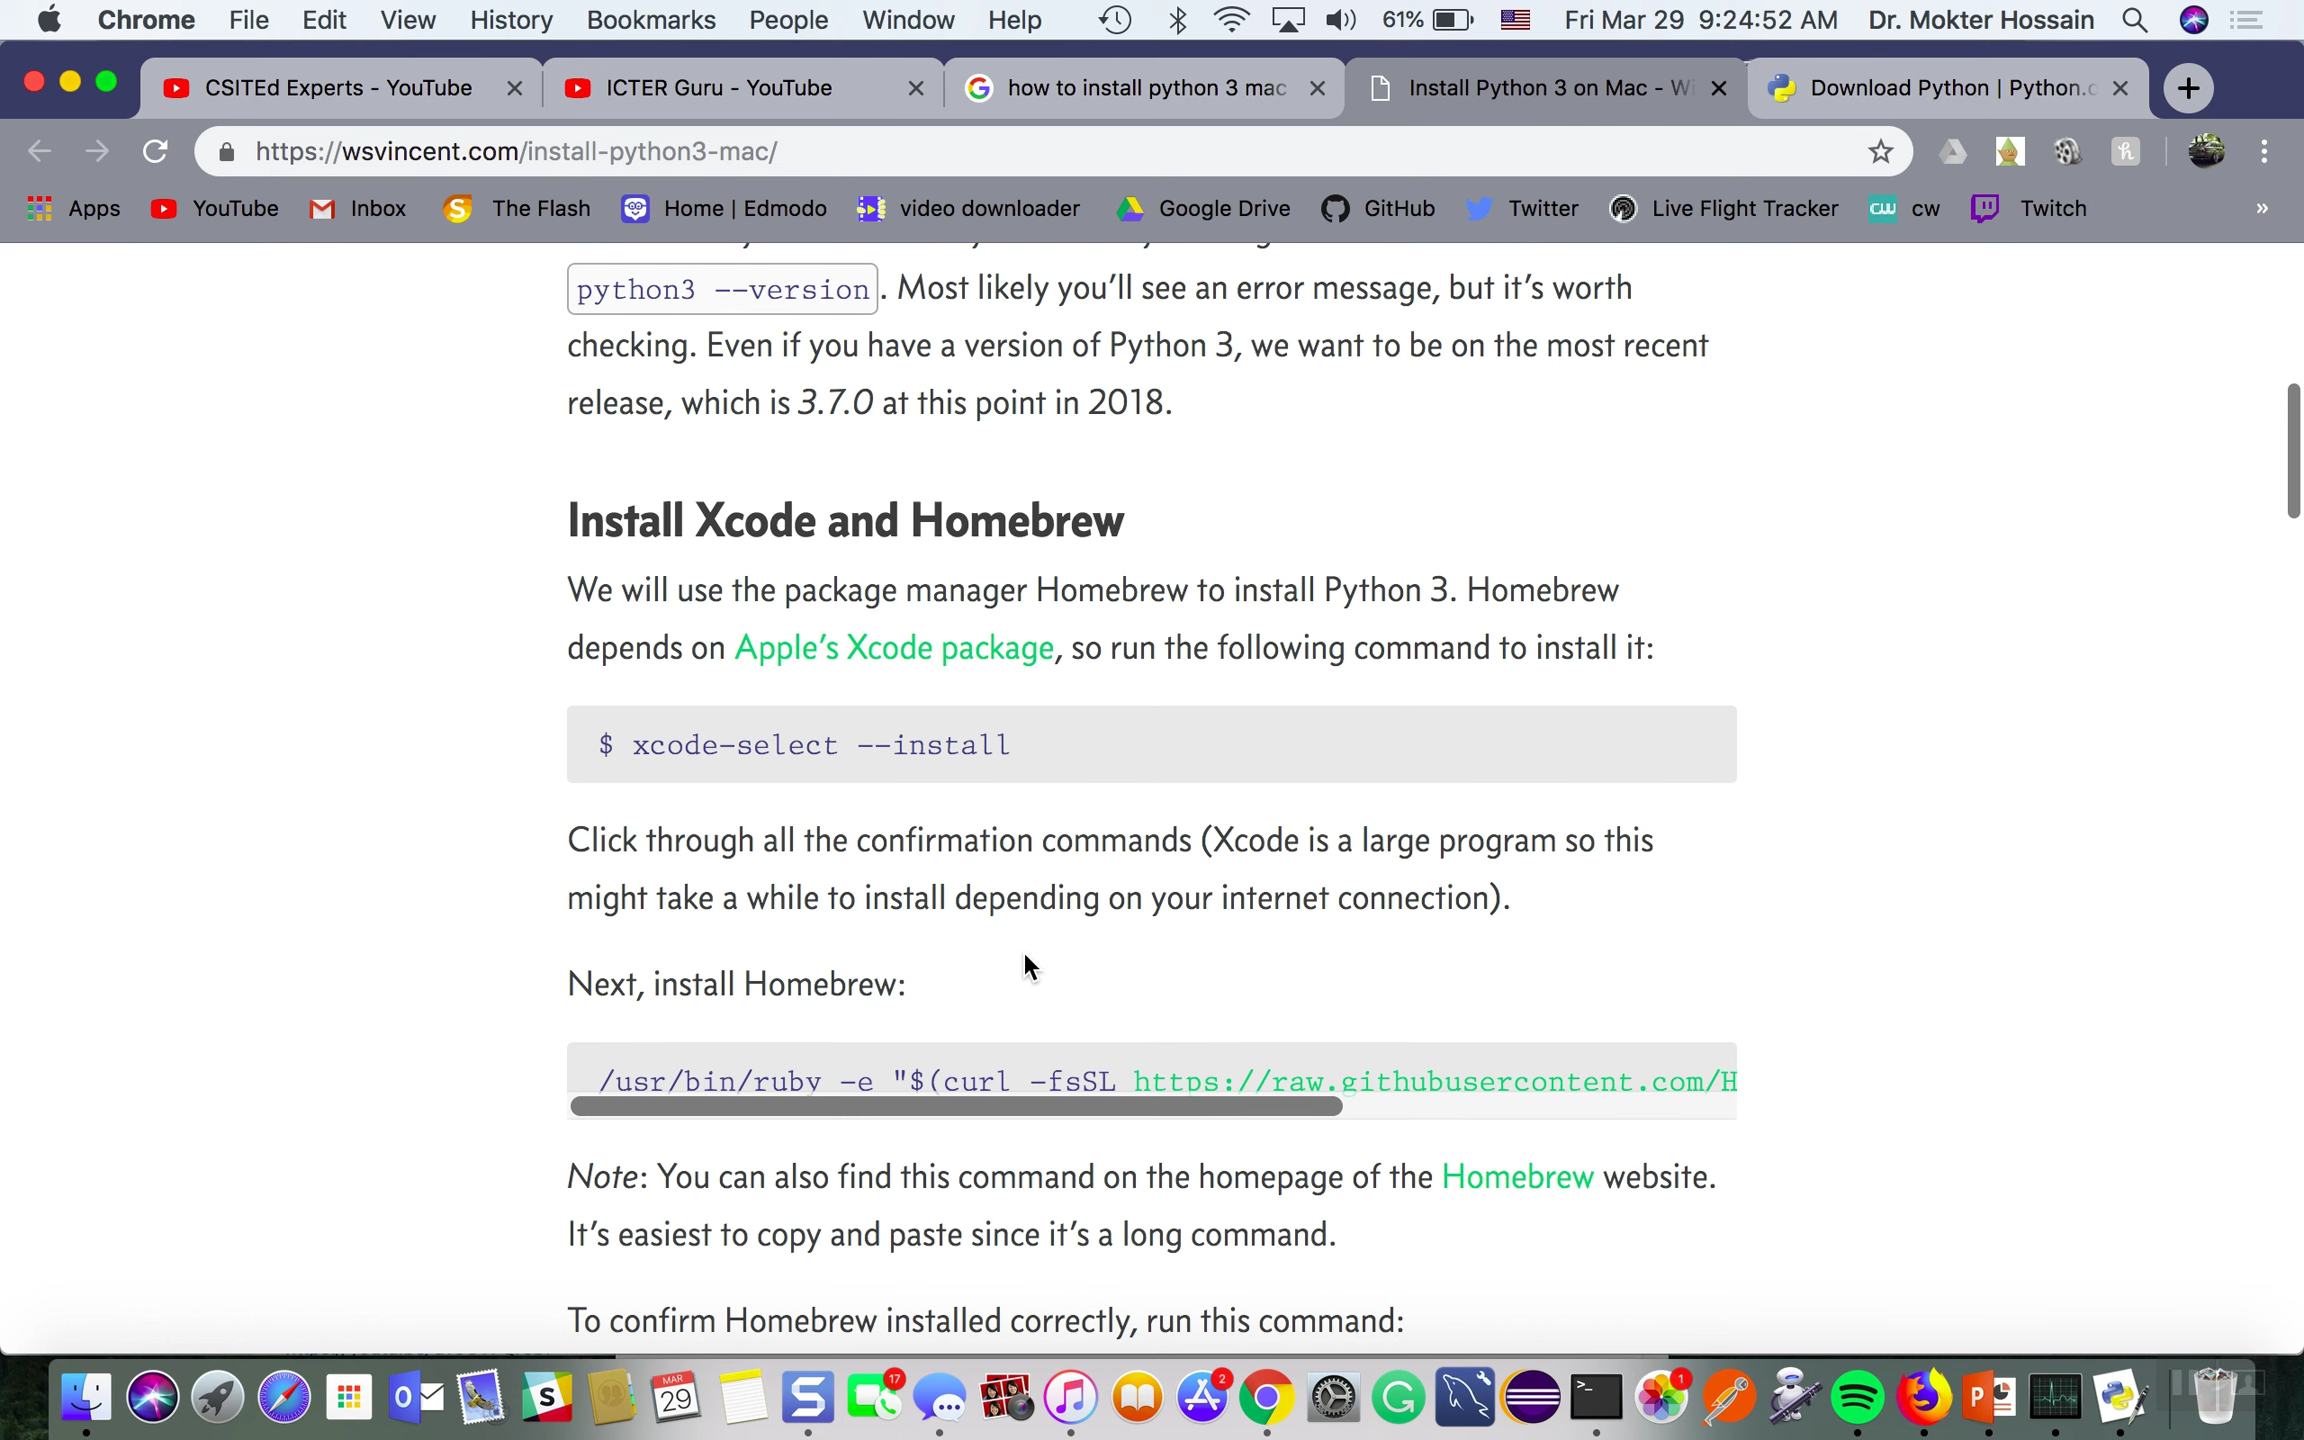 Chrome File Edit View History Bookmarks People Window Help 61% Fri Mar 29 9:24:52 AM Dr. Mokter Hossain
CSITEd Experts - YouTube ICTER Guru - YouTube how to install python 3 mac Install Python 3 on Mac - Wi Download Python | Python.o
https://wsvincent.com/install-python3-mac/
Apps YouTube Inbox The Flash Home | Edmodo video downloader Google Drive GitHub Twitter Live Flight Tracker CW cw Twitch »
python3 --version. Most likely you'll see an error message, but it's worth
checking. Even if you have a version of Python 3, we want to be on the most recent
release, which is 3.7.0 at this point in 2018.
Install Xcode and Homebrew
We will use the package manager Homebrew to install Python 3. Homebrew
depends on Apple's Xcode package, so run the following command to install it:
$ xcode-select --install
Click through all the confirmation commands (Xcode is a large program so this
might take a while to install depending on your internet connection).
Next, install Homebrew:
/usr/bin/ruby -e "$(curl -fsSL https://raw.githubusercontent.com/H
Note: You can also find this command on the homepage of the Homebrew website.
It's easiest to copy and paste since it's a long command.
To confirm Homebrew installed correctly, run this command:
MAR
29
17
2
1